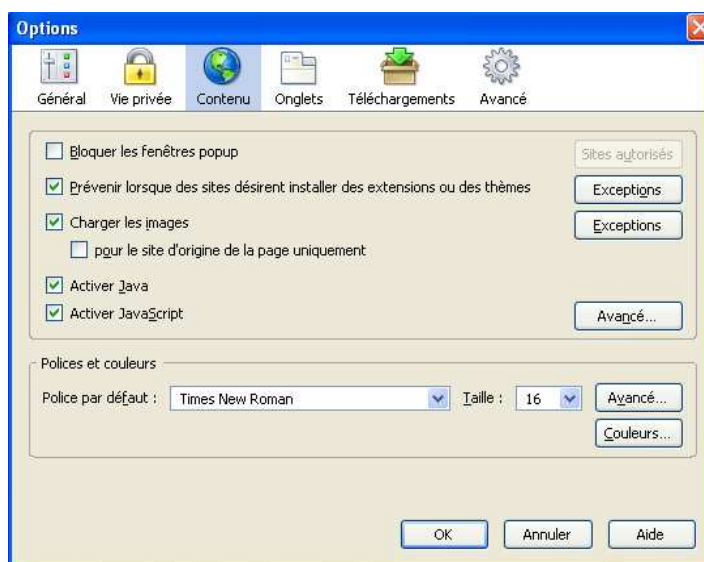 Options
Général Vie privée Contenu Onglets Téléchargements Avancé
Bloquer les fenêtres popup Sites autorisés
Prévenir lorsque des sites désirent installer des extensions ou des thèmes Exceptions
Charger les images Exceptions
pour le site d'origine de la page uniquement
Activer Java
Activer JavaScript Avancé...
Polices et couleurs
Police par défaut : Times New Roman Taille : 16 Avancé...
Couleurs...
OK Annuler Aide